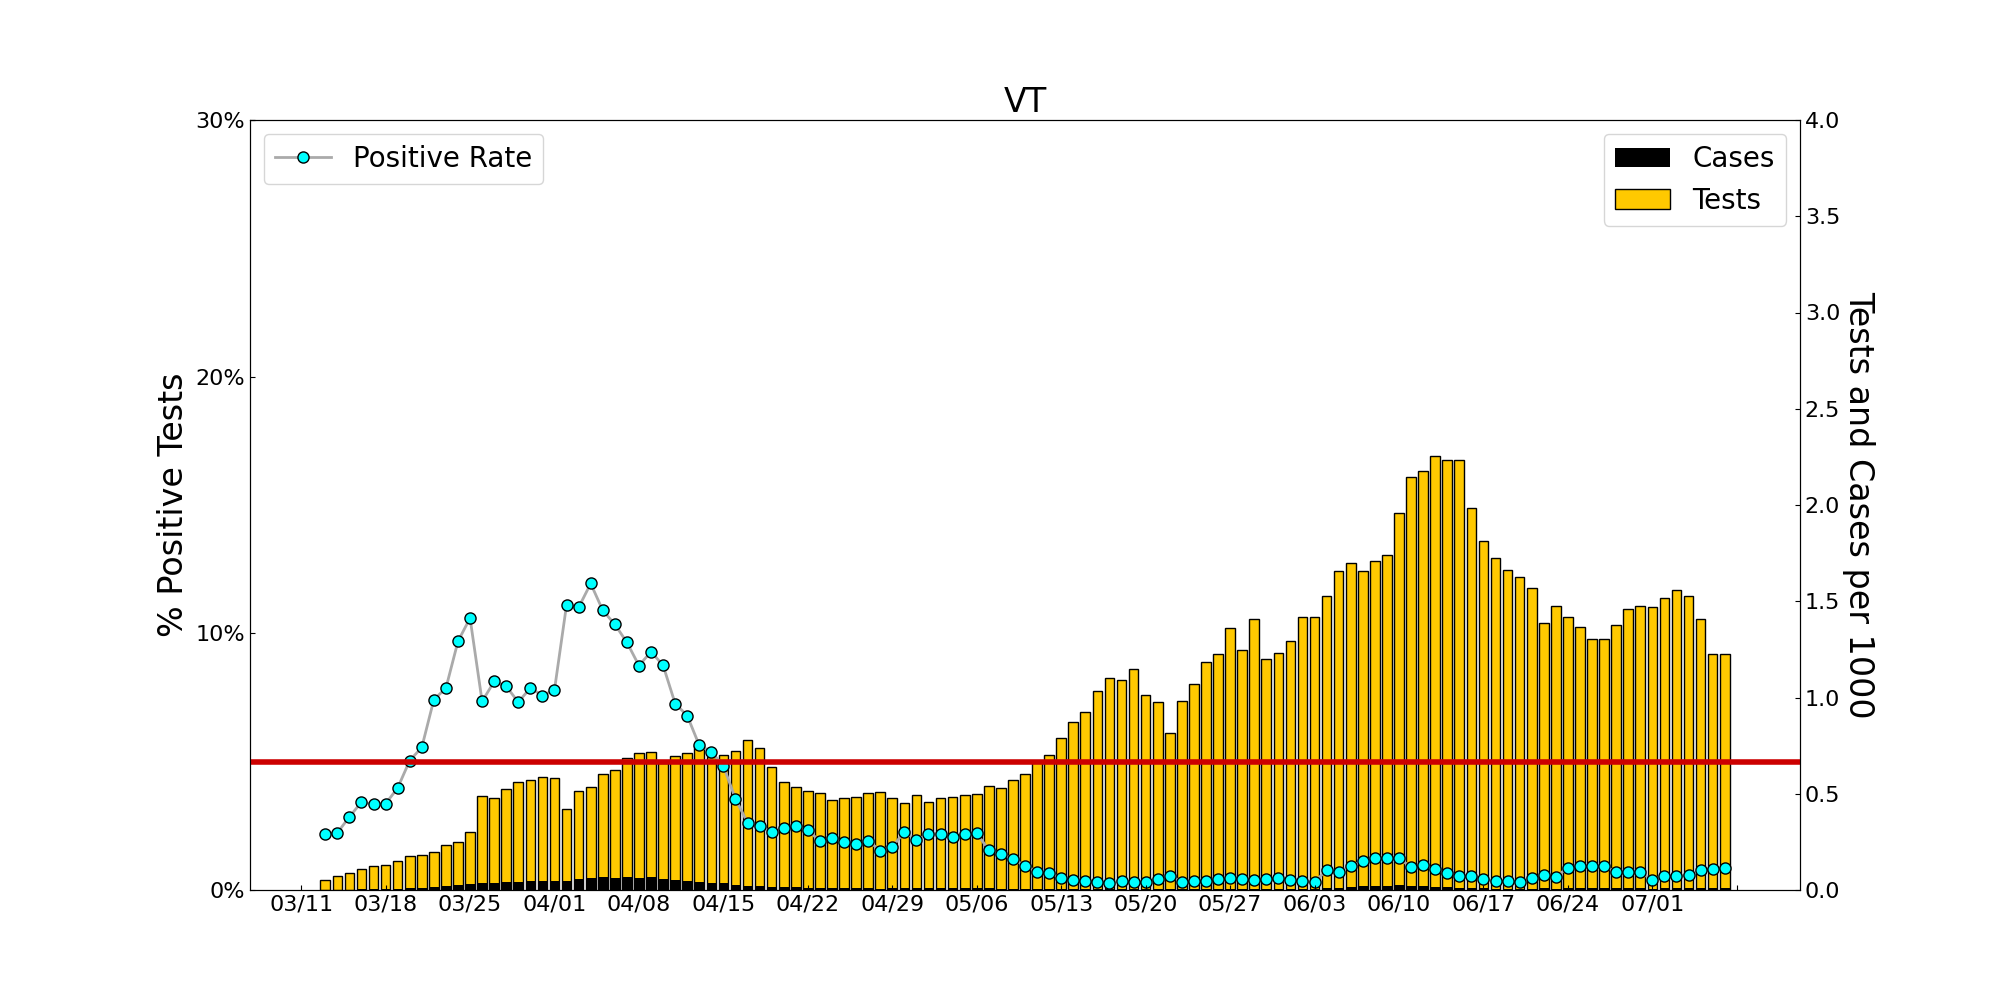 VT
30%
20%
10%
0%
% Positive Tests
Positive Rate
Cases
Tests
4.0
3.5
3.0
2.5
2.0
1.5
1.0
0.5
0.0
Tests and Cases per 1000
03/11 03/18 03/25 04/01 04/08 04/15 04/22 04/29 05/06 05/13 05/20 05/27 06/03 06/10 06/17 06/24 07/01